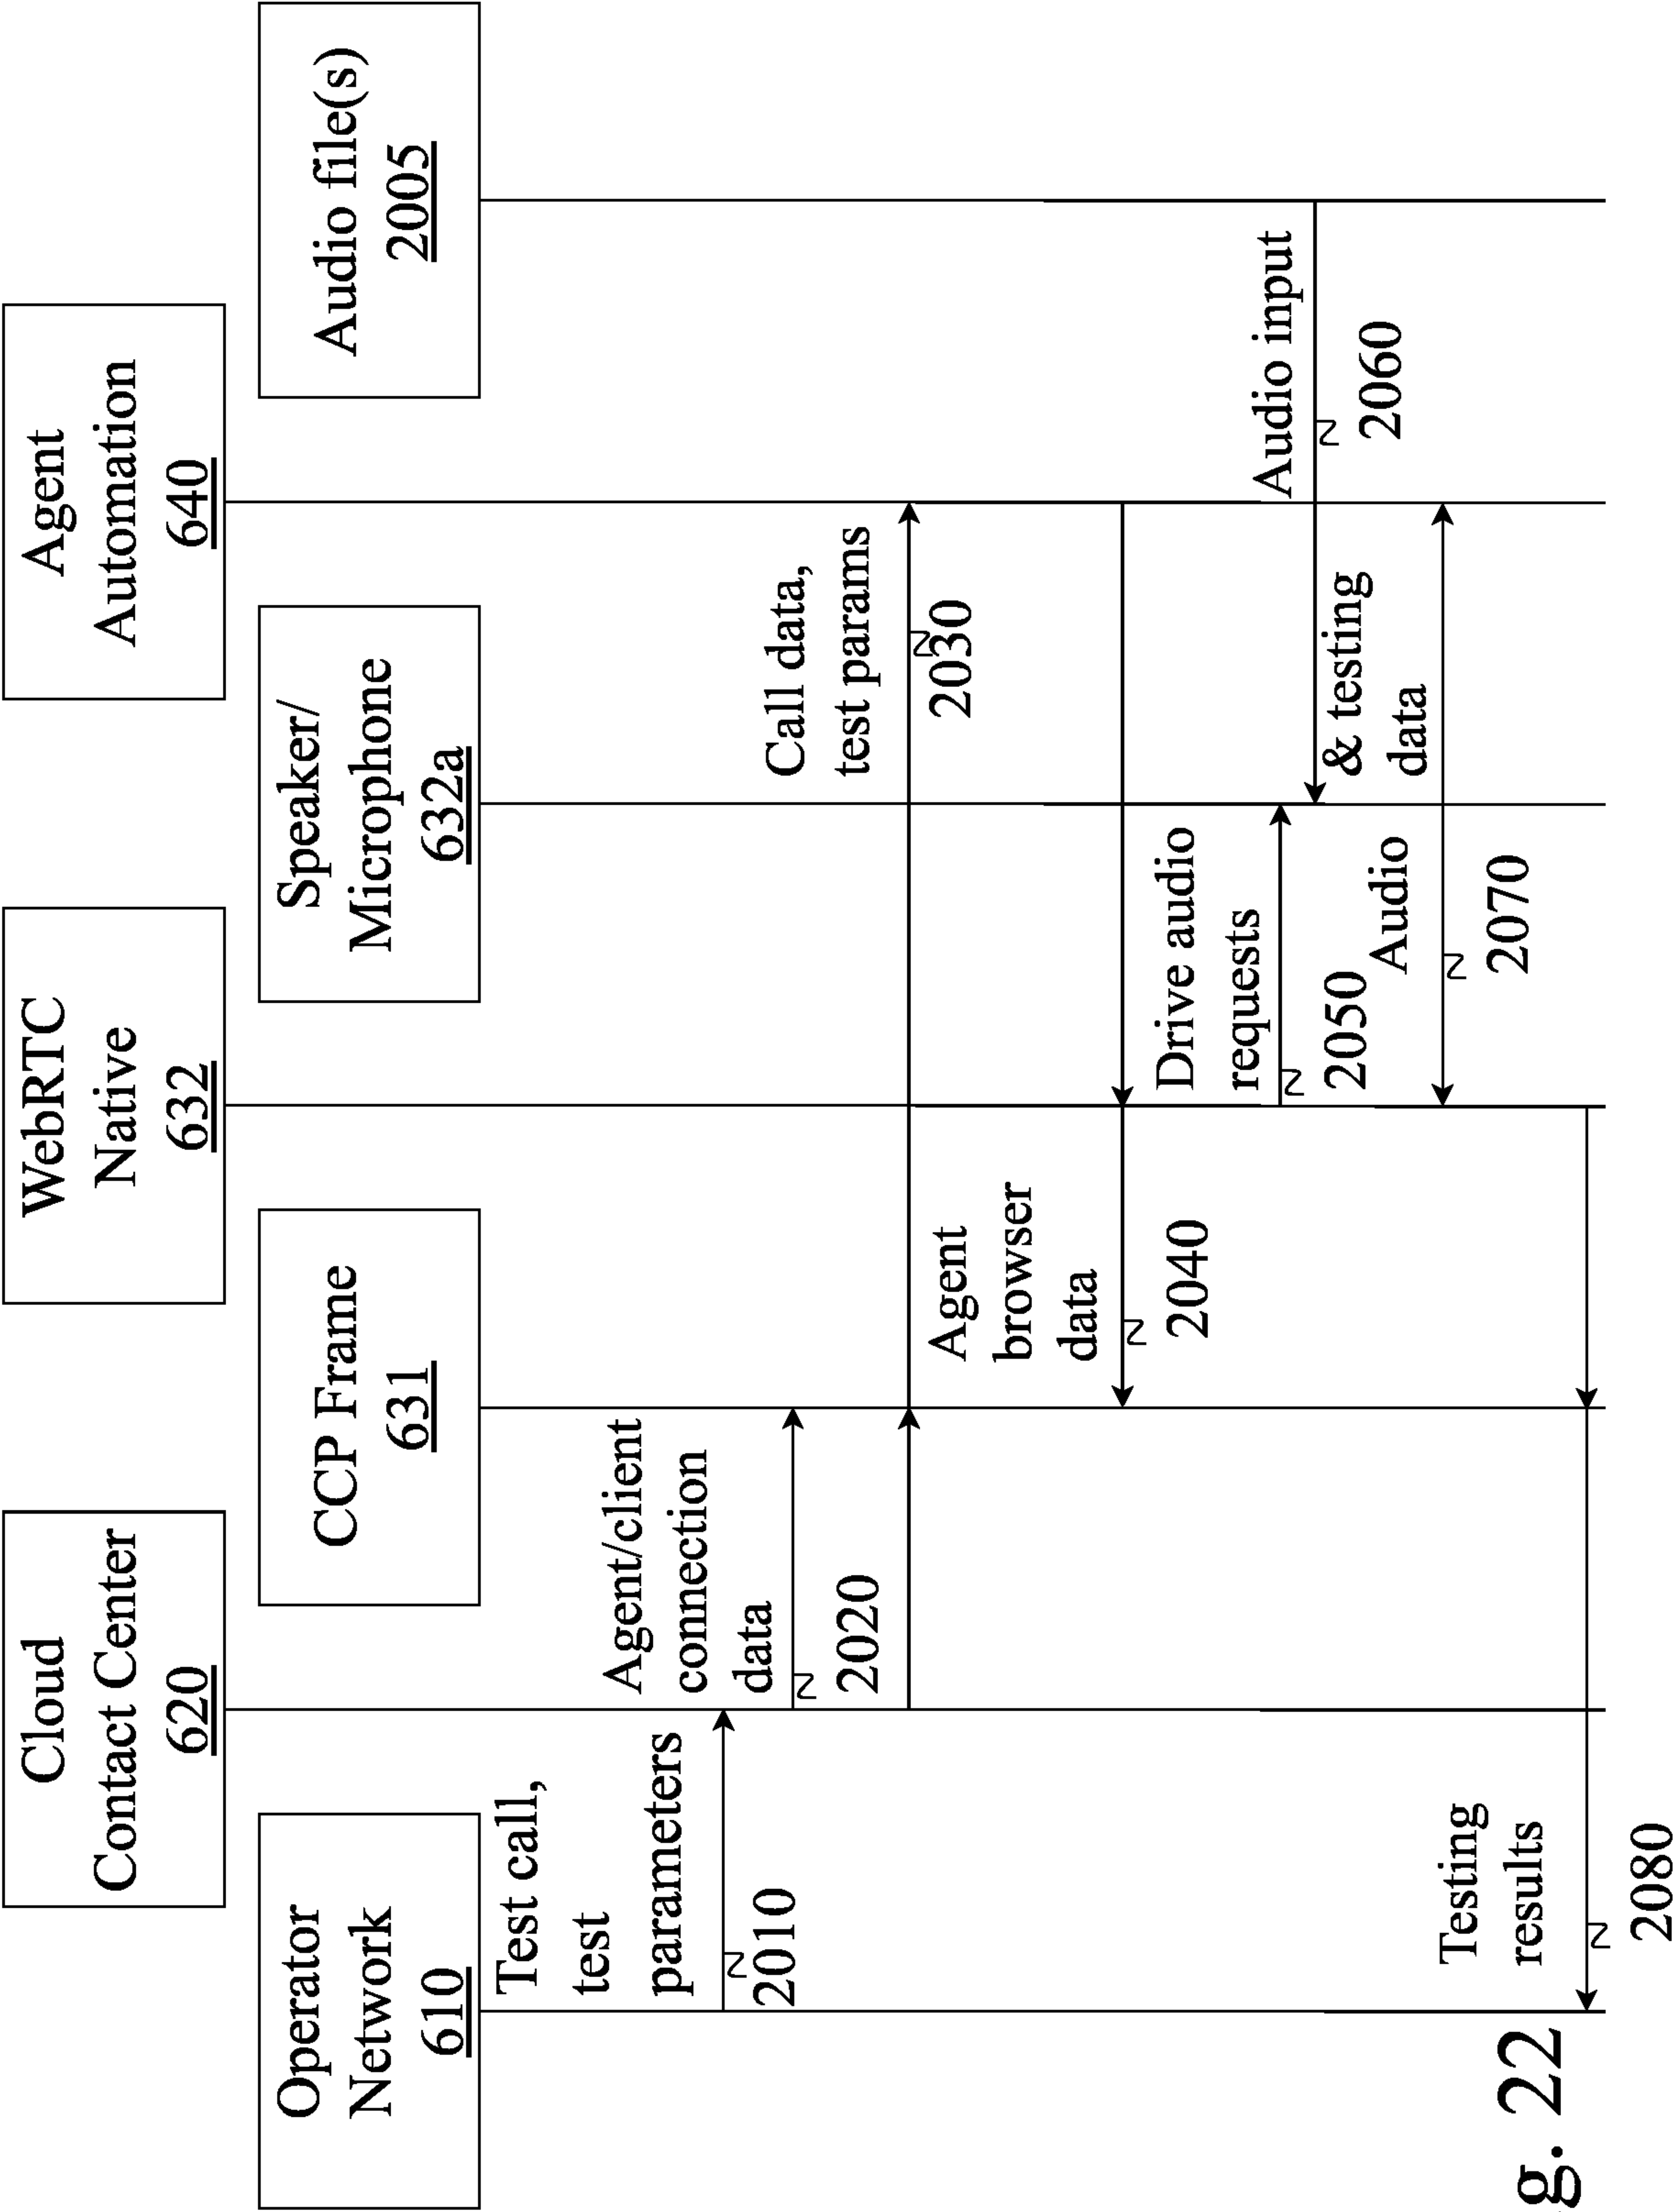 Operator
Network
610
Cloud
Contact Center
620
CCP Frame
631
WebRTC
Native
632
Speaker/
Microphone
632a
Agent
Automation
640
Audio file(s)
2005
Test call,
test
parameters
2010
Agent/client
connection
data
2020
Call data,
test params
2030
Agent
browser
data
2040
Drive audio
requests
2050
Audio input
2060
Audio
& testing
data
2070
Testing
results
2080
g. 22